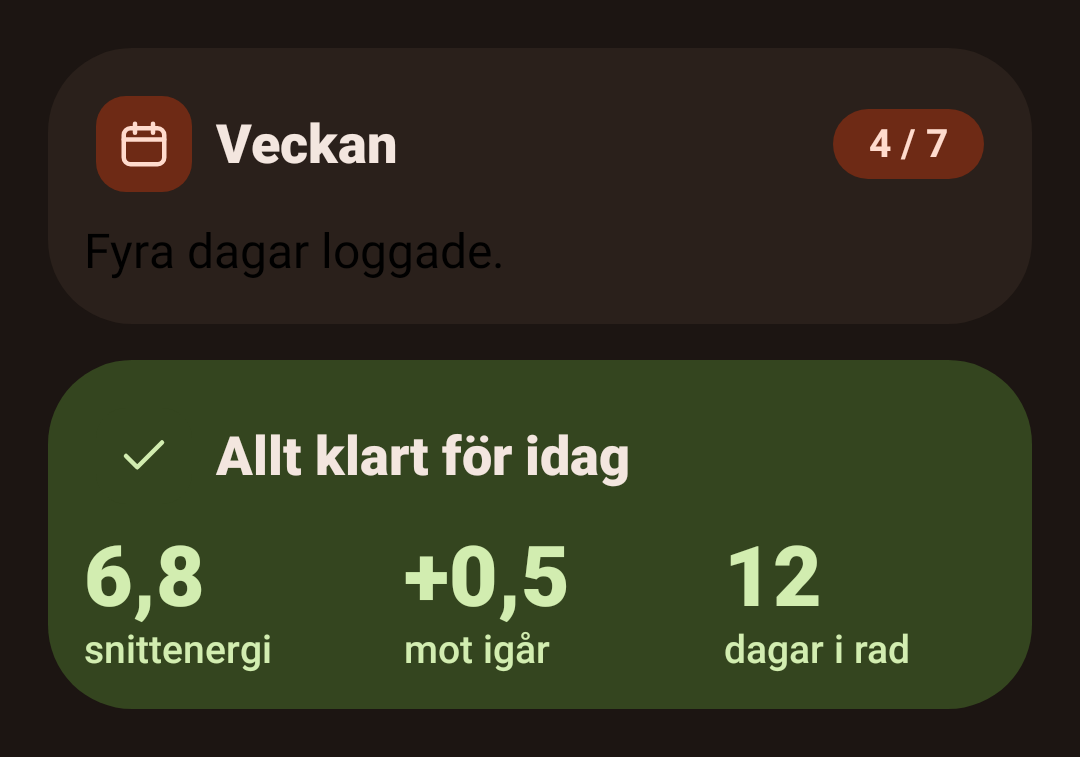 Veckan
4 / 7
Fyra dagar loggade.
Allt klart för idag
6,8
+0,5
12
snittenergi
mot igår
dagar i rad